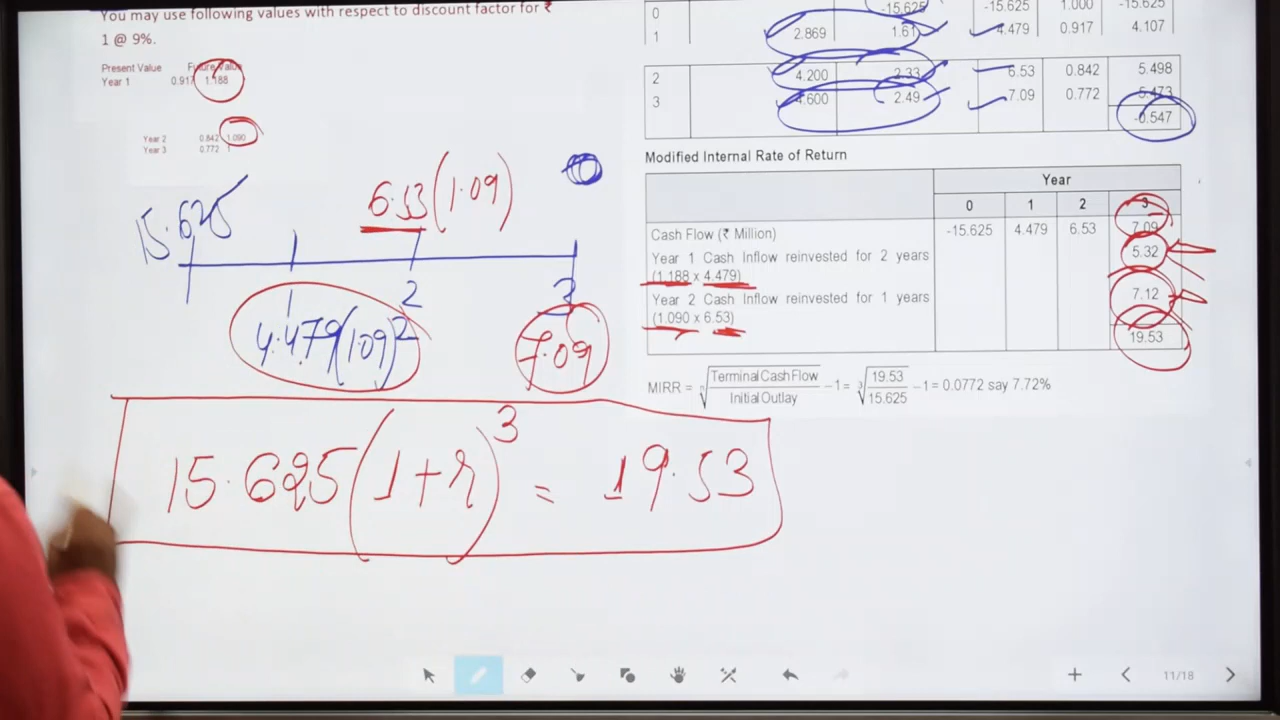 You may use following values with respect to discount factor for ₹
1 @ 9%.
Present Value Future Value
Year 1 0.917 1.188
Year 2 0.842 1.090
Year 3 0.772 1
15.625
6.53(1.09)
1 2 3
4.479(1.09)2
7.09
15.625(1+r)3 = 19.53
0 -15.625 -15.625 1.000 -15.625
1 2.869 1.61 4.479 0.917 4.107
2 4.200 2.33 6.53 0.842 5.498
3 4.600 2.49 7.09 0.772 5.473
-0.547
Modified Internal Rate of Return
Year
0 1 2 3
Cash Flow (₹ Million) -15.625 4.479 6.53 7.09
Year 1 Cash Inflow reinvested for 2 years 5.32
(1.188 x 4.479)
Year 2 Cash Inflow reinvested for 1 years 7.12
(1.090 x 6.53)
19.53
MIRR = n√Terminal Cash Flow/Initial Outlay −1 = 3√19.53/15.625 −1 = 0.0772 say 7.72%
11/18